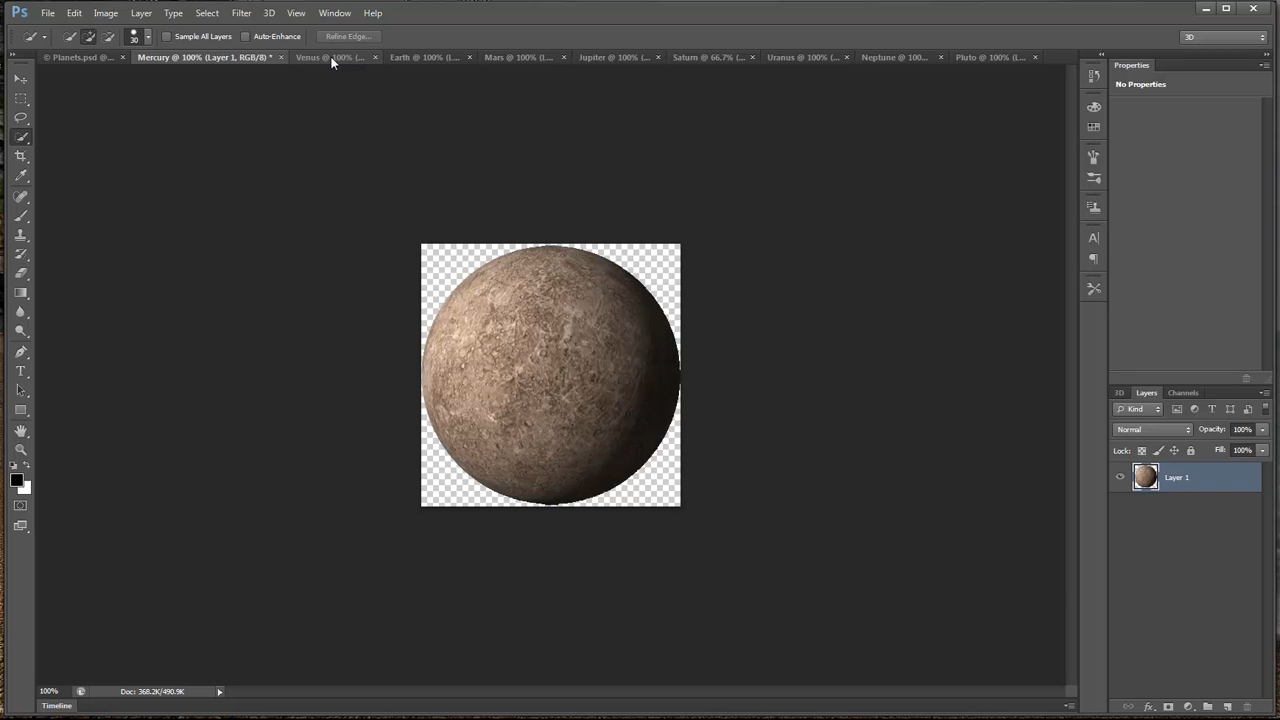 Ps File Edit Image Layer Type Select Filter 3D View Window Help
30 Sample All Layers Auto-Enhance Refine Edge... 3D
© Planets.psd @... Mercury @ 100% (Layer 1, RGB/8) * Venus @ 100% (... Earth @ 100% (L... Mars @ 100% (L... Jupiter @ 100% (... Saturn @ 66.7% (... Uranus @ 100% (... Neptune @ 100... Pluto @ 100% (L...
Properties
No Properties
3D Layers Channels
Kind
Normal Opacity: 100%
Lock: Fill: 100%
Layer 1
100% Doc: 368.2K/490.9K
Timeline